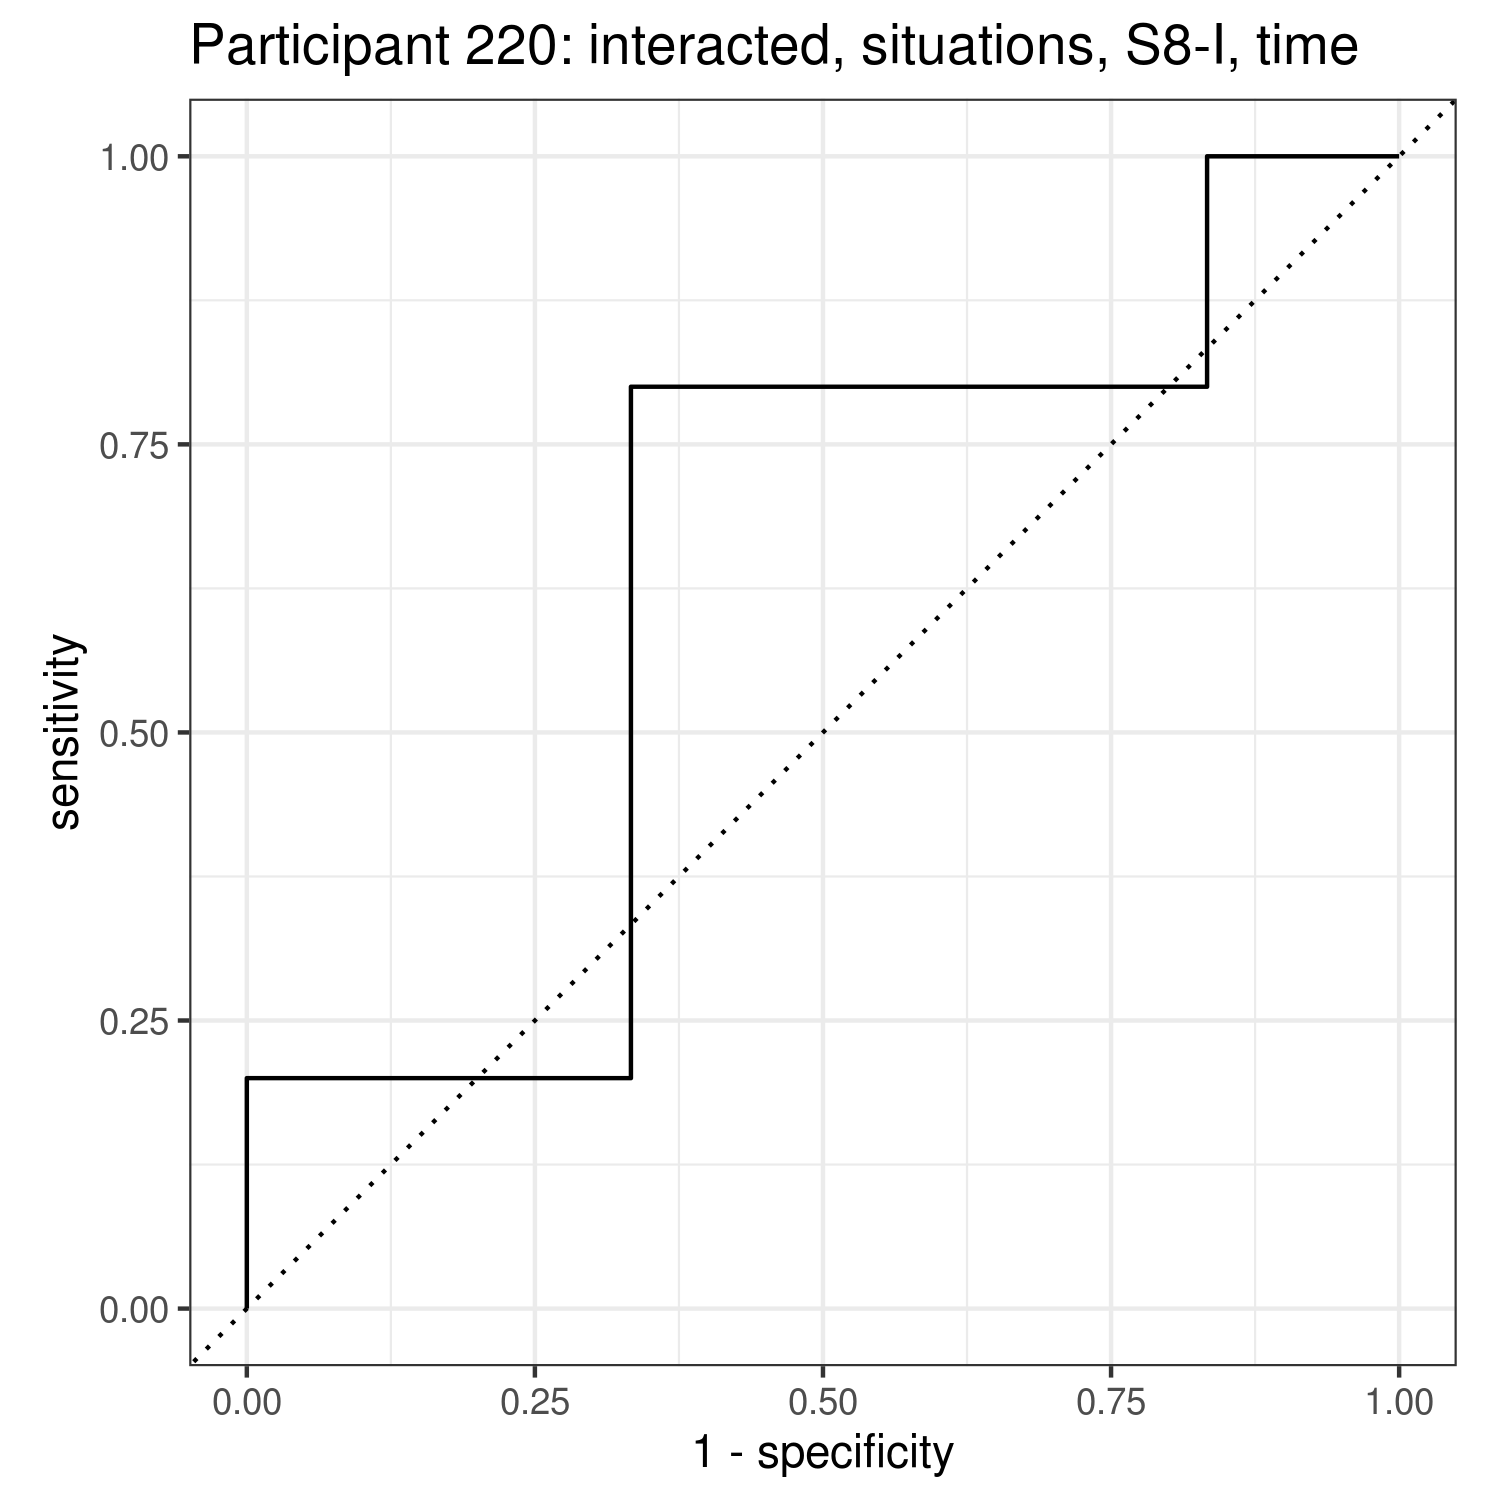 Participant 220: interacted, situations, S8-I, time
1.00
0.75
0.50
0.25
0.00
sensitivity
0.00 0.25 0.50 0.75 1.00
1 - specificity